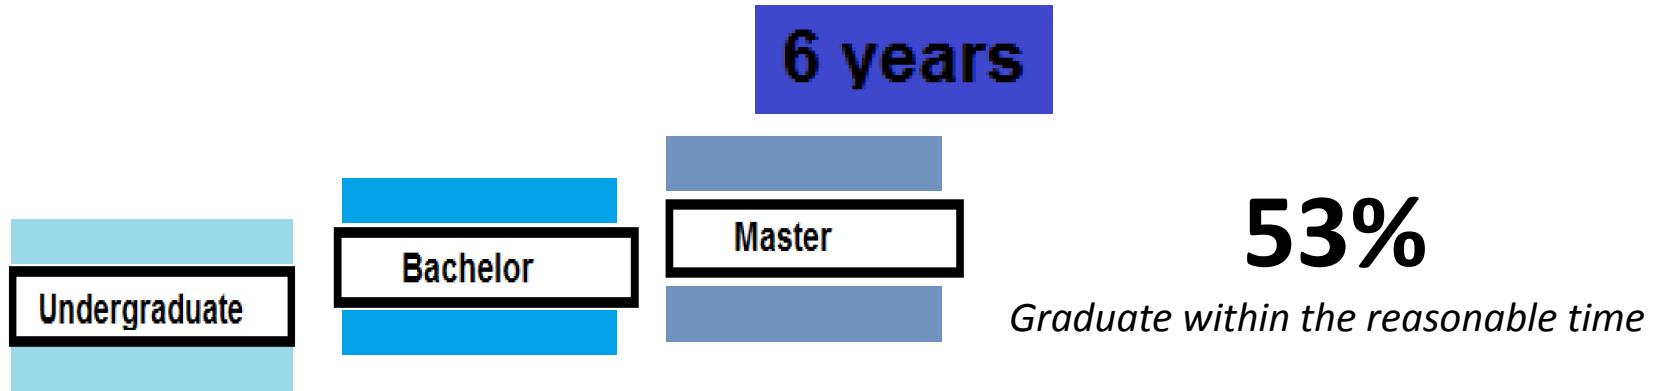 6 years
Undergraduate
Bachelor
Master
53%
Graduate within the reasonable time